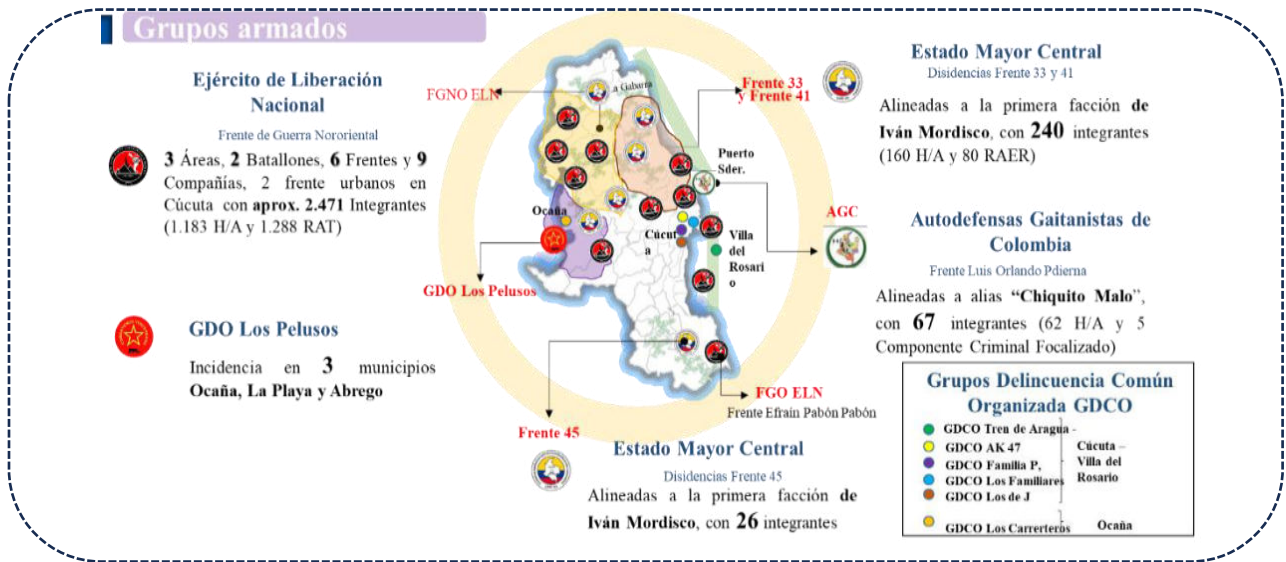 Grupos armados
Ejército de Liberación
Nacional
Frente de Guerra Nororiental
3 Áreas, 2 Batallones, 6 Frentes y 9
Compañías, 2 frente urbanos en
Cúcuta con aprox. 2.471 Integrantes
(1.183 H/A y 1.288 RAT)
GDO Los Pelusos
Incidencia en 3 municipios
Ocaña, La Playa y Abrego
FGNO ELN
a Gabarra
Frente 33
y Frente 41
Puerto
Sder.
Ocaña
Cúcut
a
Villa
del
Rosari
o
AGC
GDO Los Pelusos
FGO ELN
Frente Efraín Pabón Pabón
Frente 45
Estado Mayor Central
Disidencias Frente 45
Alineadas a la primera facción de
Iván Mordisco, con 26 integrantes
Estado Mayor Central
Disidencias Frente 33 y 41
Alineadas a la primera facción de
Iván Mordisco, con 240 integrantes
(160 H/A y 80 RAER)
Autodefensas Gaitanistas de
Colombia
Frente Luis Orlando Pdierna
Alineadas a alias “Chiquito Malo”,
con 67 integrantes (62 H/A y 5
Componente Criminal Focalizado)
Grupos Delincuencia Común
Organizada GDCO
GDCO Tren de Aragua -
GDCO AK 47
GDCO Familia P,
GDCO Los Familiares
GDCO Los de J
Cúcuta –
Villa del
Rosario
GDCO Los Carrerteros
Ocaña